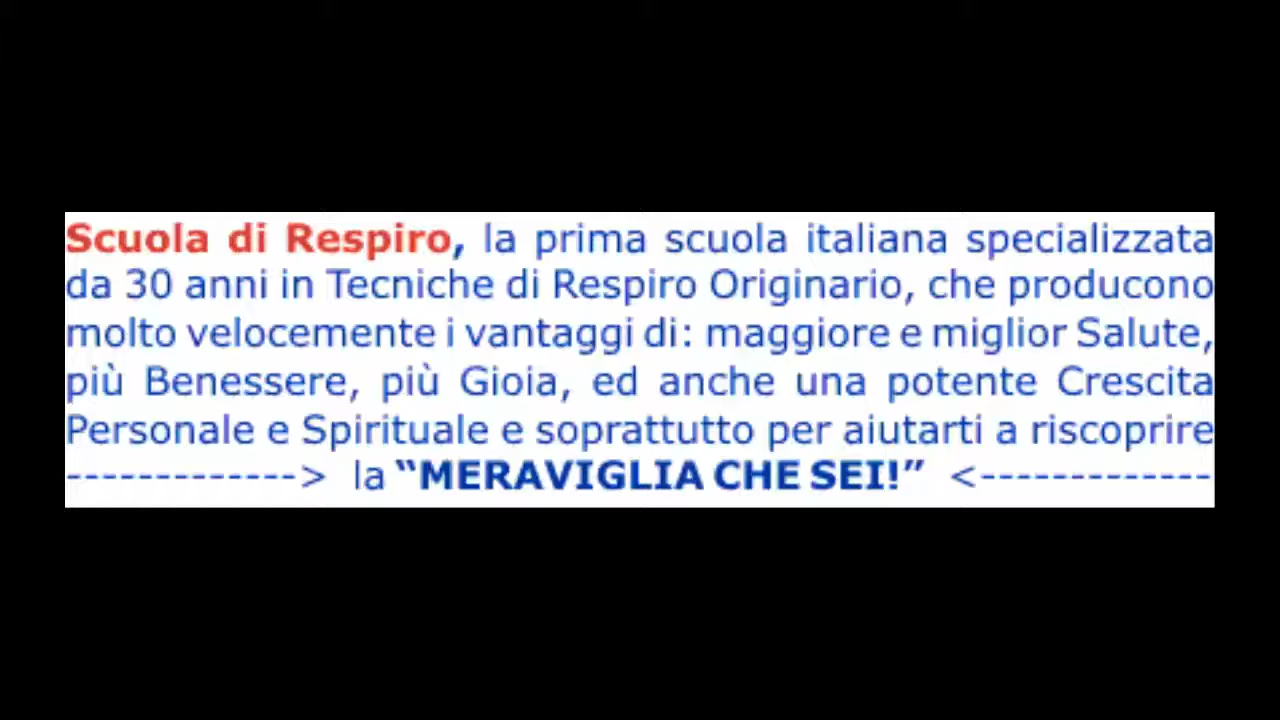 Scuola di Respiro, la prima scuola italiana specializzata
da 30 anni in Tecniche di Respiro Originario, che producono
molto velocemente i vantaggi di: maggiore e miglior Salute,
più Benessere, più Gioia, ed anche una potente Crescita
Personale e Spirituale e soprattutto per aiutarti a riscoprire
-------------> la “MERAVIGLIA CHE SEI!” <-------------